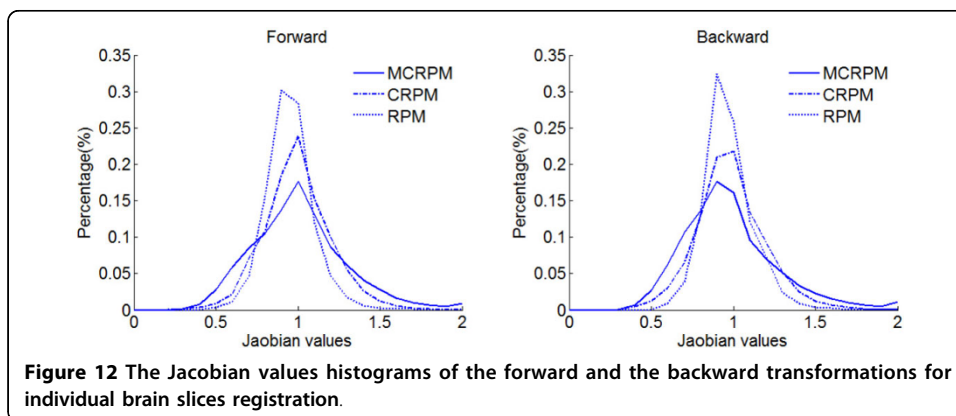 Forward
0.35
0.3
0.25
0.2
0.15
0.1
0.05
0
Percentage(%)
MCRPM
CRPM
RPM
0 0.5 1 1.5 2
Jaobian values
Backward
0.35
0.3
0.25
0.2
0.15
0.1
0.05
0
Percentage(%)
MCRPM
CRPM
RPM
0 0.5 1 1.5 2
Jaobian values
Figure 12 The Jacobian values histograms of the forward and the backward transformations for
individual brain slices registration.